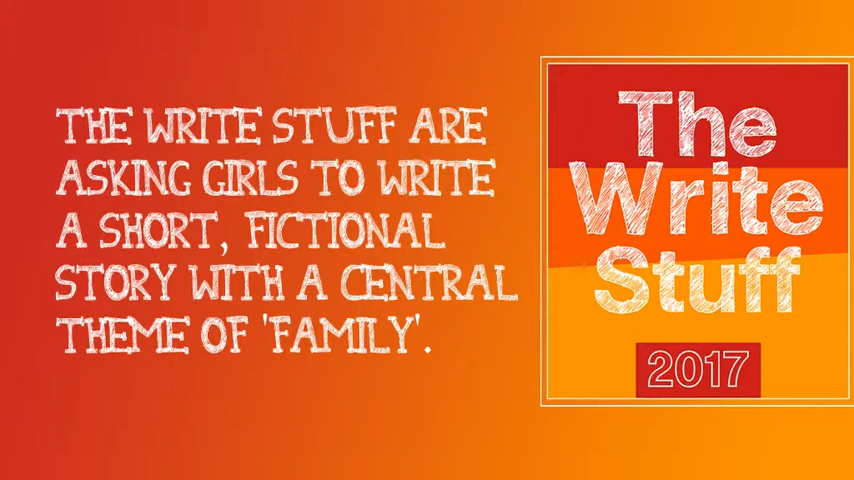 THE WRITE STUFF ARE
ASKING GIRLS TO WRITE
A SHORT, FICTIONAL
STORY WITH A CENTRAL
THEME OF 'FAMILY'.
The
Write
Stuff
2017